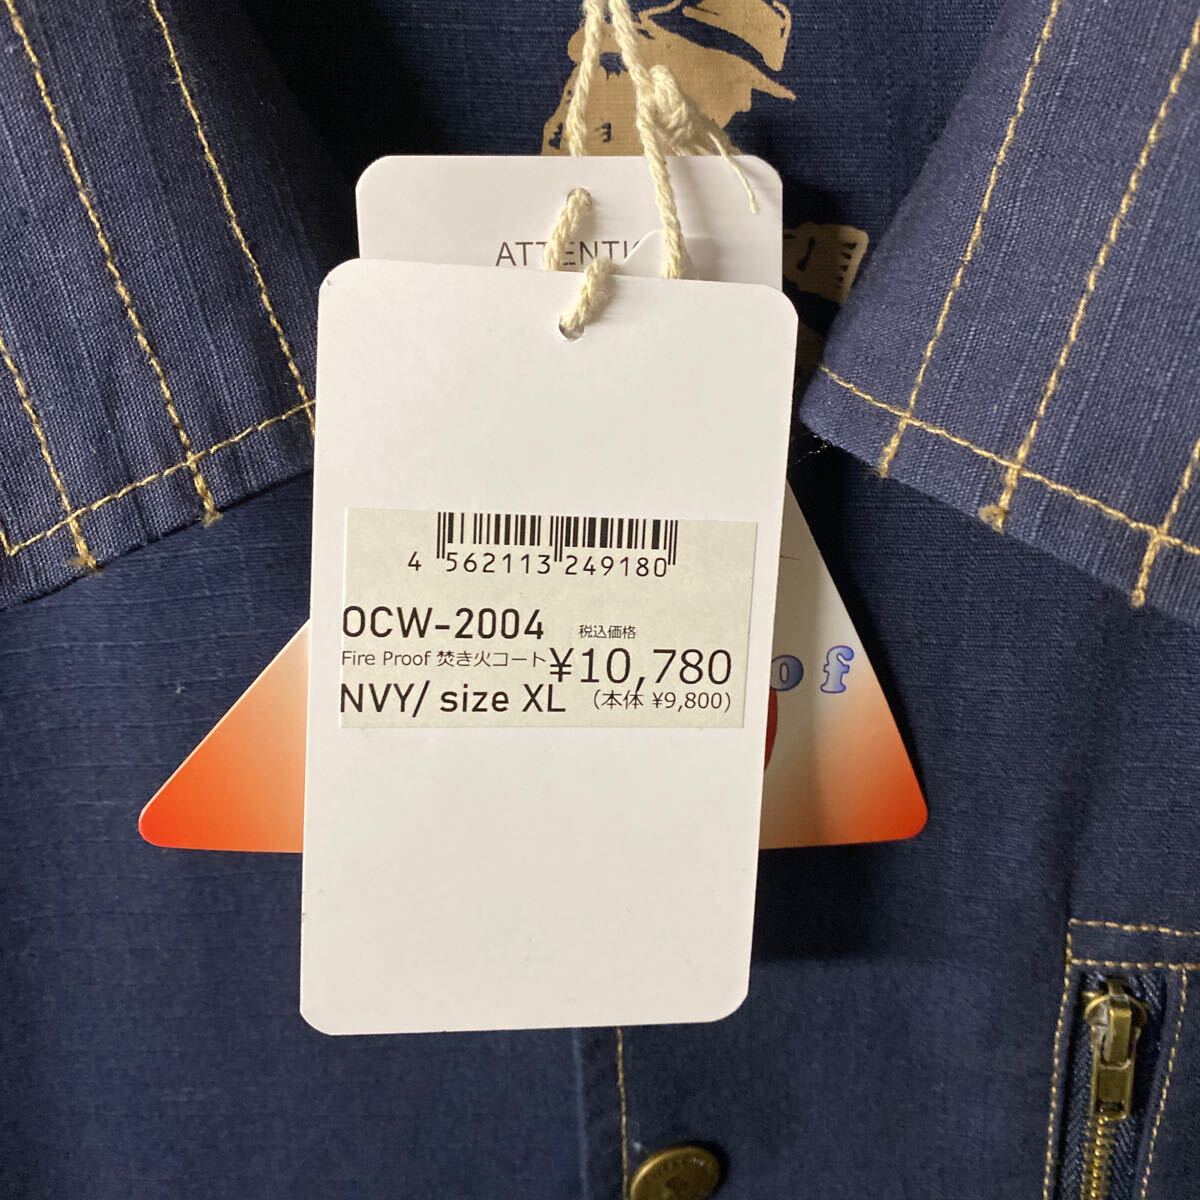 4 562113 249180
OCW-2004
税込価格
Fire Proof 焚き火コート ¥10,780
NVY/ size XL (本体 ¥9,800)